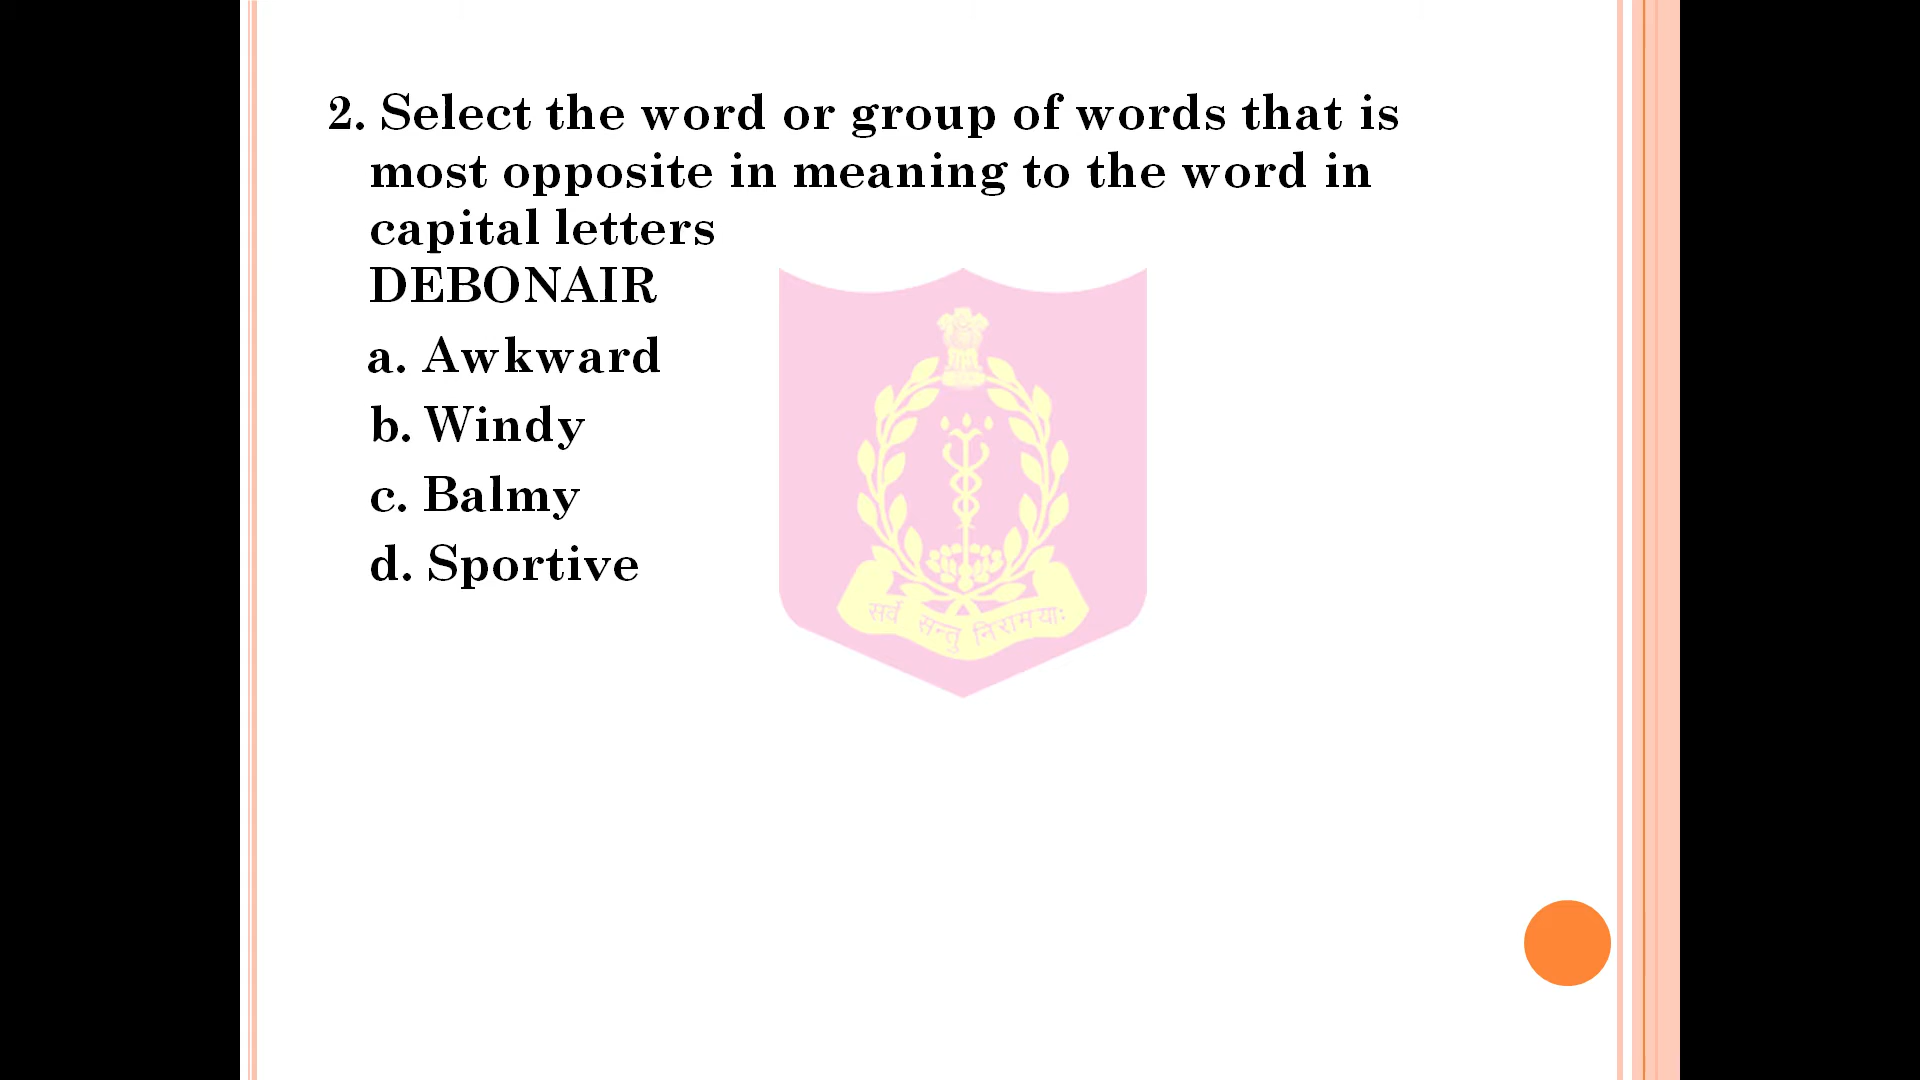 2. Select the word or group of words that is
most opposite in meaning to the word in
capital letters
DEBONAIR
a. Awkward
b. Windy
c. Balmy
d. Sportive
सर्वे सन्तु निरामयाः